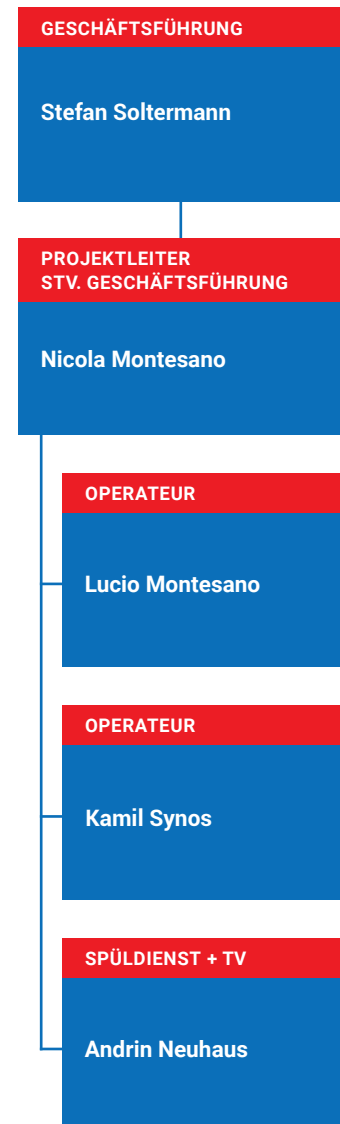 GESCHÄFTSFÜHRUNG
Stefan Soltermann
PROJEKTLEITER
STV. GESCHÄFTSFÜHRUNG
Nicola Montesano
OPERATEUR
Lucio Montesano
OPERATEUR
Kamil Synos
SPÜLDIENST + TV
Andrin Neuhaus